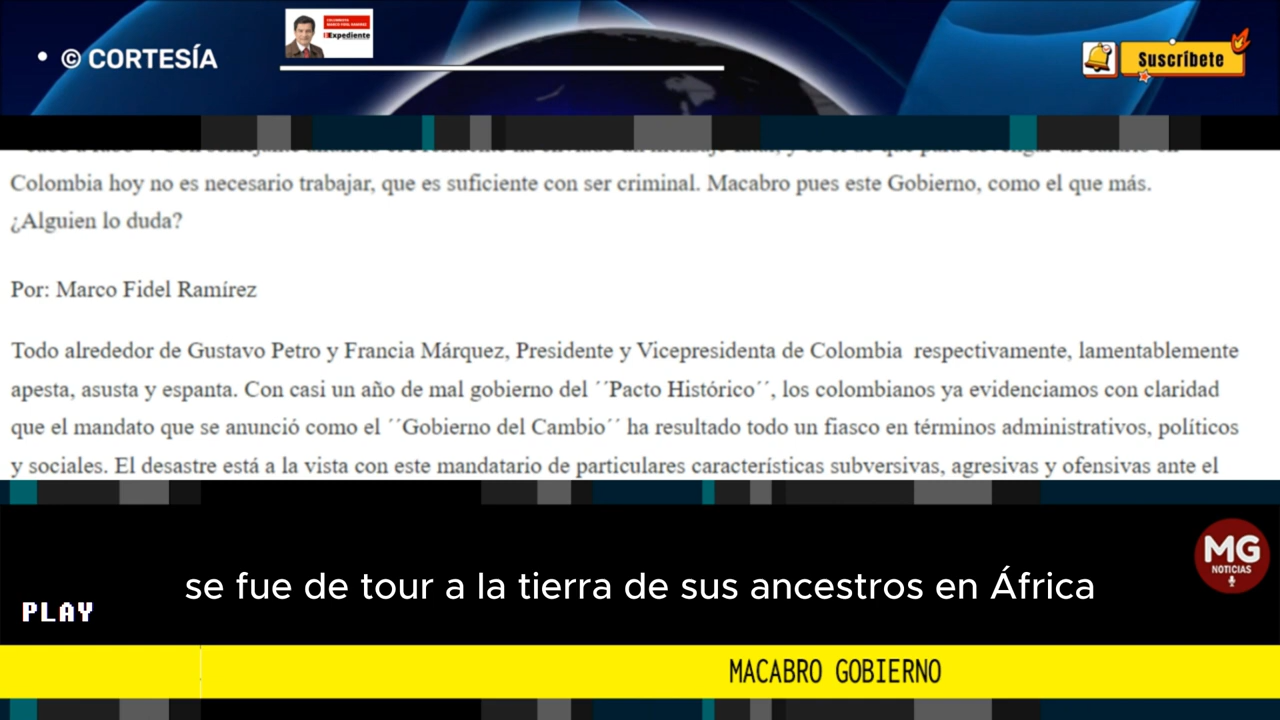 • © CORTESÍA
COLUMNISTA
MARCO FIDEL RAMÍREZ
Expediente
Suscríbete
Colombia hoy no es necesario trabajar, que es suficiente con ser criminal. Macabro pues este Gobierno, como el que más.
¿Alguien lo duda?
Por: Marco Fidel Ramírez
Todo alrededor de Gustavo Petro y Francia Márquez, Presidente y Vicepresidenta de Colombia respectivamente, lamentablemente
apesta, asusta y espanta. Con casi un año de mal gobierno del ´´Pacto Histórico´´, los colombianos ya evidenciamos con claridad
que el mandato que se anunció como el ´´Gobierno del Cambio´´ ha resultado todo un fiasco en términos administrativos, políticos
y sociales. El desastre está a la vista con este mandatario de particulares características subversivas, agresivas y ofensivas ante el
MG
NOTICIAS
se fue de tour a la tierra de sus ancestros en África
PLAY
MACABRO GOBIERNO